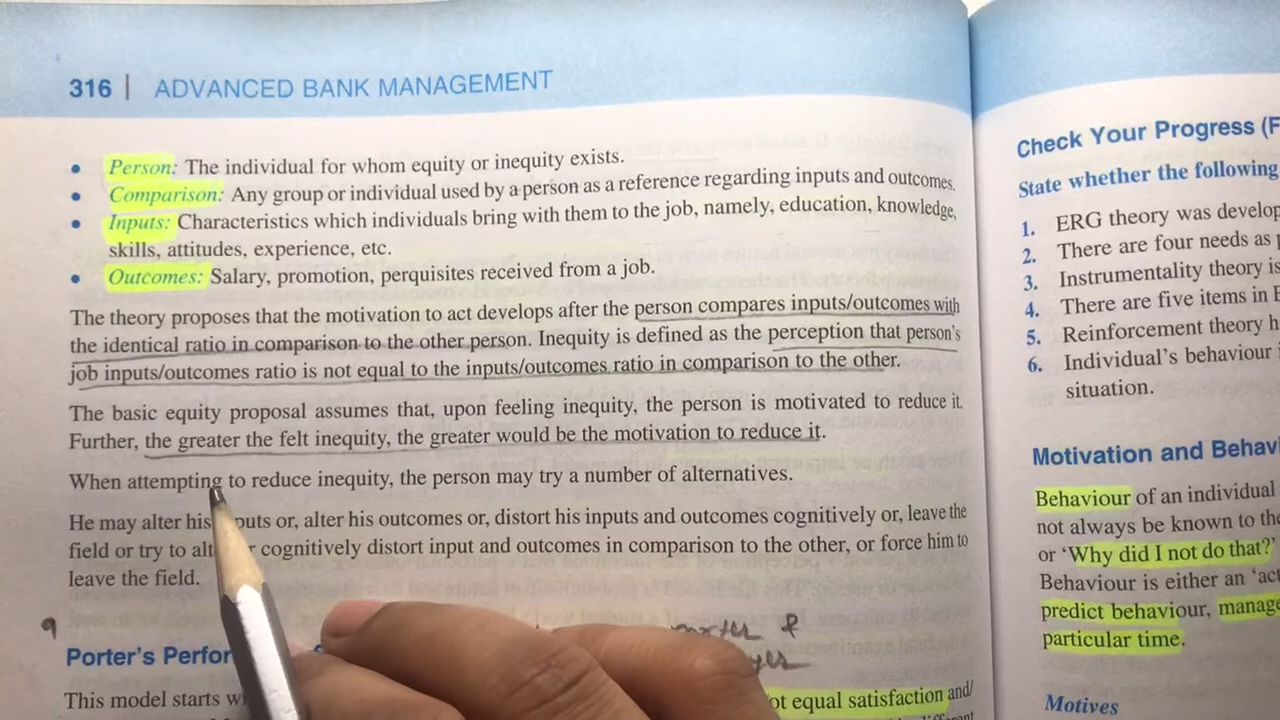 316 | ADVANCED BANK MANAGEMENT
• Person: The individual for whom equity or inequity exists.
• Comparison: Any group or individual used by a person as a reference regarding inputs and outcomes.
• Inputs: Characteristics which individuals bring with them to the job, namely, education, knowledge,
skills, attitudes, experience, etc.
• Outcomes: Salary, promotion, perquisites received from a job.
The theory proposes that the motivation to act develops after the person compares inputs/outcomes with
the identical ratio in comparison to the other person. Inequity is defined as the perception that person's
job inputs/outcomes ratio is not equal to the inputs/outcomes ratio in comparison to the other.
The basic equity proposal assumes that, upon feeling inequity, the person is motivated to reduce it.
Further, the greater the felt inequity, the greater would be the motivation to reduce it.
When attempting to reduce inequity, the person may try a number of alternatives.
He may alter his puts or, alter his outcomes or, distort his inputs and outcomes cognitively or, leave the
field or try to cognitively distort input and outcomes in comparison to the other, or force him to
leave the field.
9
&
Porter's
This model starts
ot equal satisfaction and/
Check Your Progress
State whether the following
1. ERG theory was
2. There are four needs as
3. Instrumentality theory is
4. There are five items in
5. Reinforcement theory
6. Individual's behaviour
situation.
Motivation and
Behaviour of an individual
not always be known to
or 'Why did I not do that?'
Behaviour is either an
predict behaviour,
particular time.
Motives